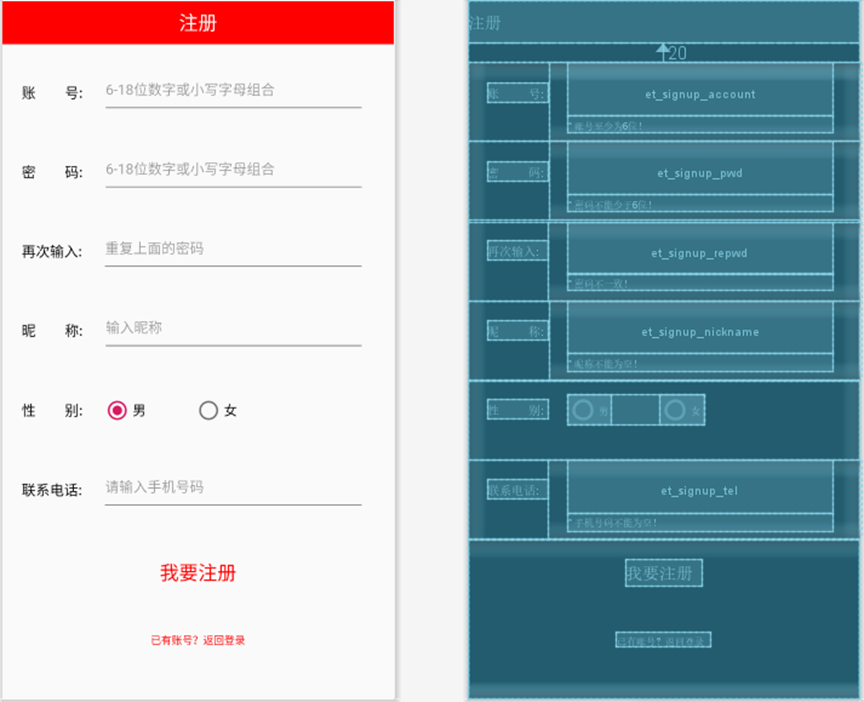 注册
账 号: 6-18位数字或小写字母组合
密 码: 6-18位数字或小写字母组合
再次输入: 重复上面的密码
昵 称: 输入昵称
性 别: 男 女
联系电话: 请输入手机号码
我要注册
已有账号？返回登录
注册
20
账 号: et_signup_account
* 账号至少为6位!
密 码: et_signup_pwd
* 密码不能少于6位!
再次输入: et_signup_repwd
* 密码不一致!
昵 称: et_signup_nickname
* 昵称不能为空!
性 别: 男 女
联系电话: et_signup_tel
* 手机号码不能为空!
我要注册
已有账号？返回登录